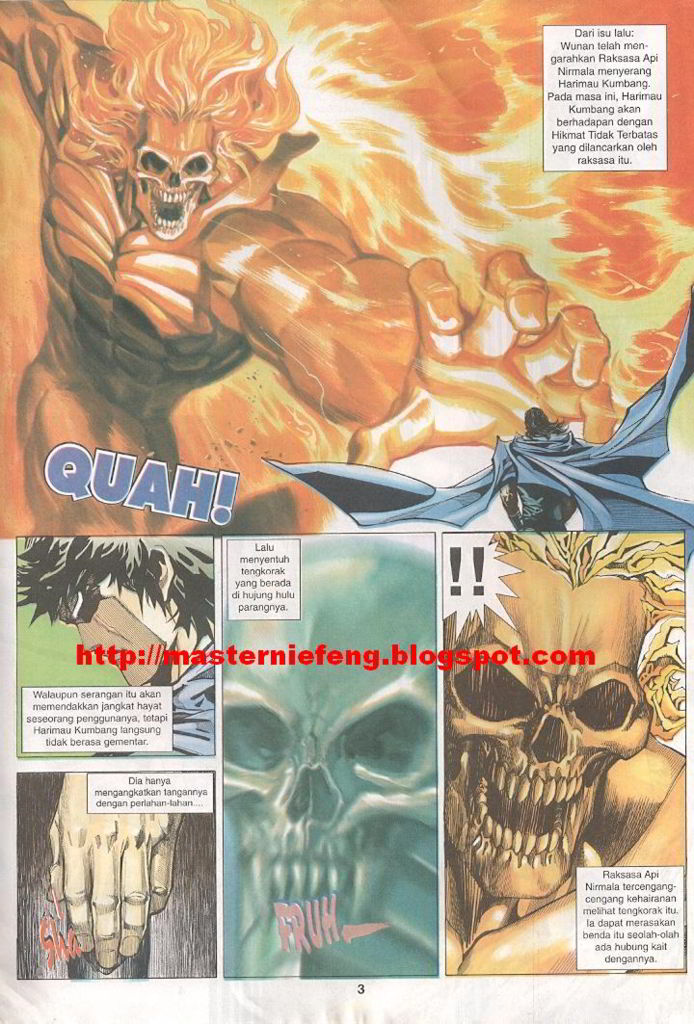 Dari isu lalu:
Wunan telah men-
garahkan Raksasa Api
Nirmala menyerang
Harimau Kumbang.
Pada masa ini, Harimau
Kumbang akan
berhadapan dengan
Hikmat Tidak Terbatas
yang dilancarkan oleh
raksasa itu.
QUAH!
Walaupun serangan itu akan
memendakkan jangkat hayat
seseorang penggunanya, tetapi
Harimau Kumbang langsung
tidak berasa gementar.
Dia hanya
mengangkatkan tangannya
dengan perlahan-lahan....
Lalu
menyentuh
tengkorak
yang berada
di hujung hulu
parangnya.
FRUH
!!
Raksasa Api
Nirmala tercengang-
cengang kehairanan
melihat tengkorak itu.
Ia dapat merasakan
benda itu seolah-olah
ada hubung kait
dengannya.
http://masterniefeng.blogspot.com
3